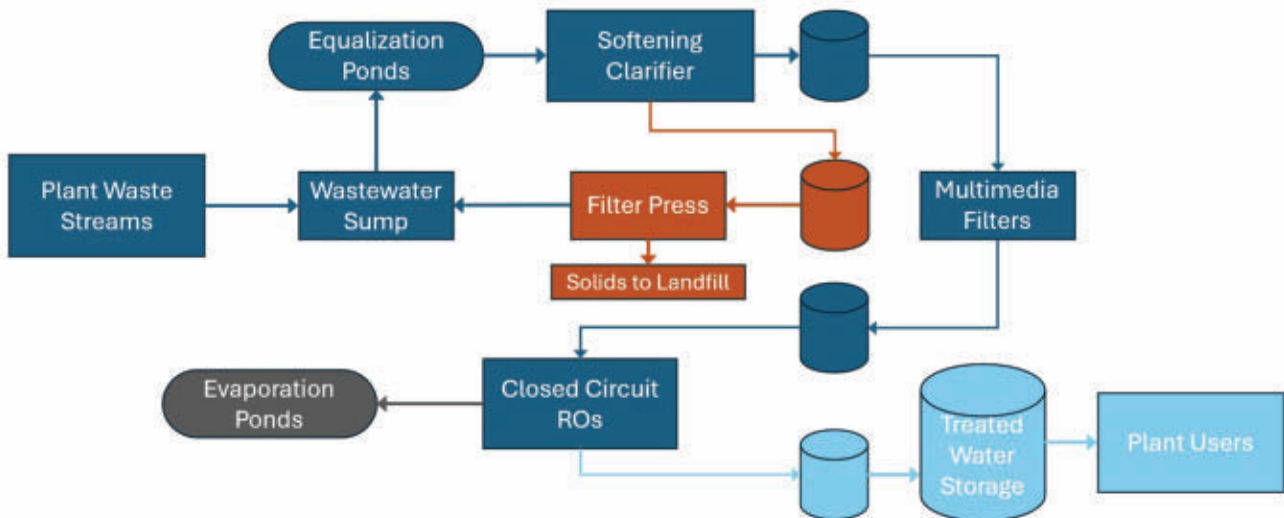 Equalization
Ponds
Softening
Clarifier
Plant Waste
Streams
Wastewater
Sump
Filter Press
Multimedia
Filters
Solids to Landfill
Evaporation
Ponds
Closed Circuit
ROs
Treated
Water
Storage
Plant Users